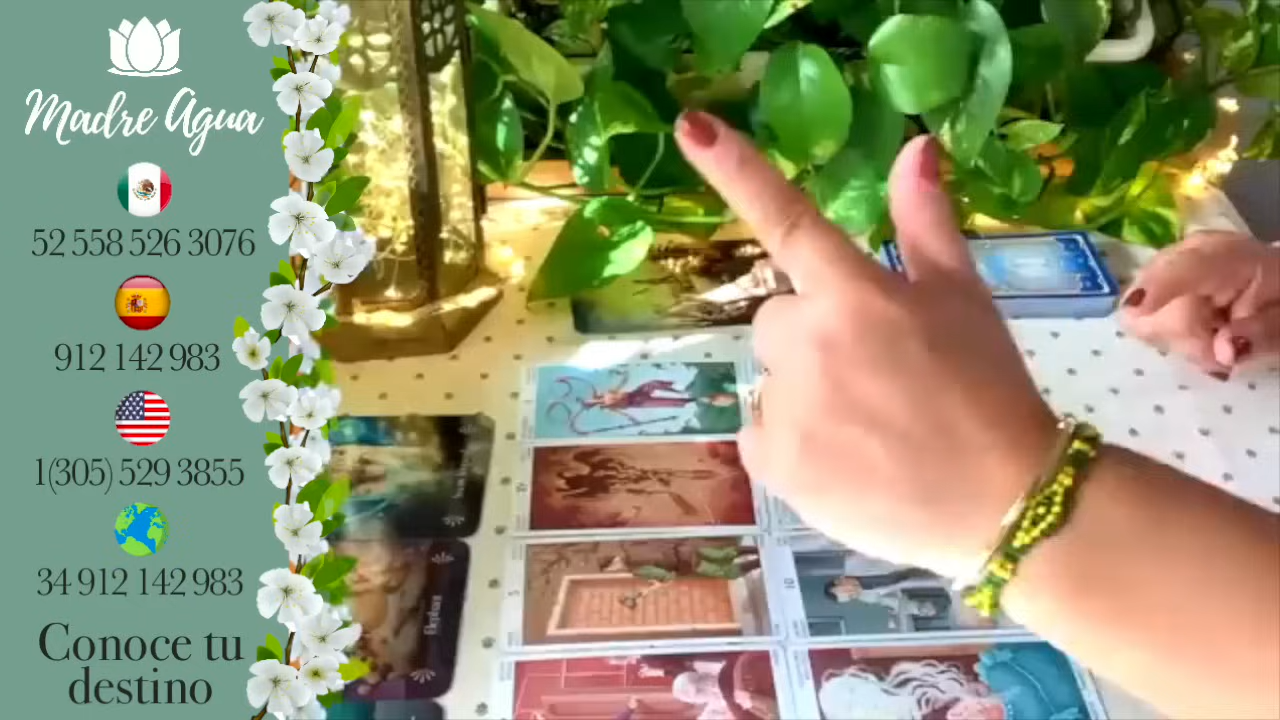 Madre Agua
52 558 526 3076
912 142 983
1(305) 529 3855
34 912 142 983
Conoce tu
destino
Elephant